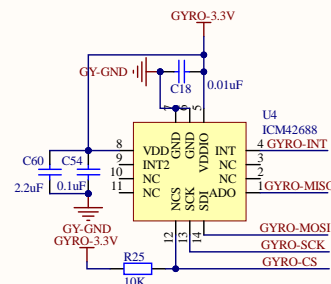 GYRO-3.3V
GY-GND
C18
0.01uF
7
6
5
U4
ICM42688
GND
GND
VDDIO
C60
C54
2.2uF
0.1uF
8
VDD
INT
4
GYRO-INT
9
INT2
NC
3
10
NC
NC
2
11
NC
ADO
1
GYRO-MISO
NCS
SCK
SDI
12
13
14
GY-GND
GYRO-3.3V
GYRO-MOSI
GYRO-SCK
R25
GYRO-CS
10K